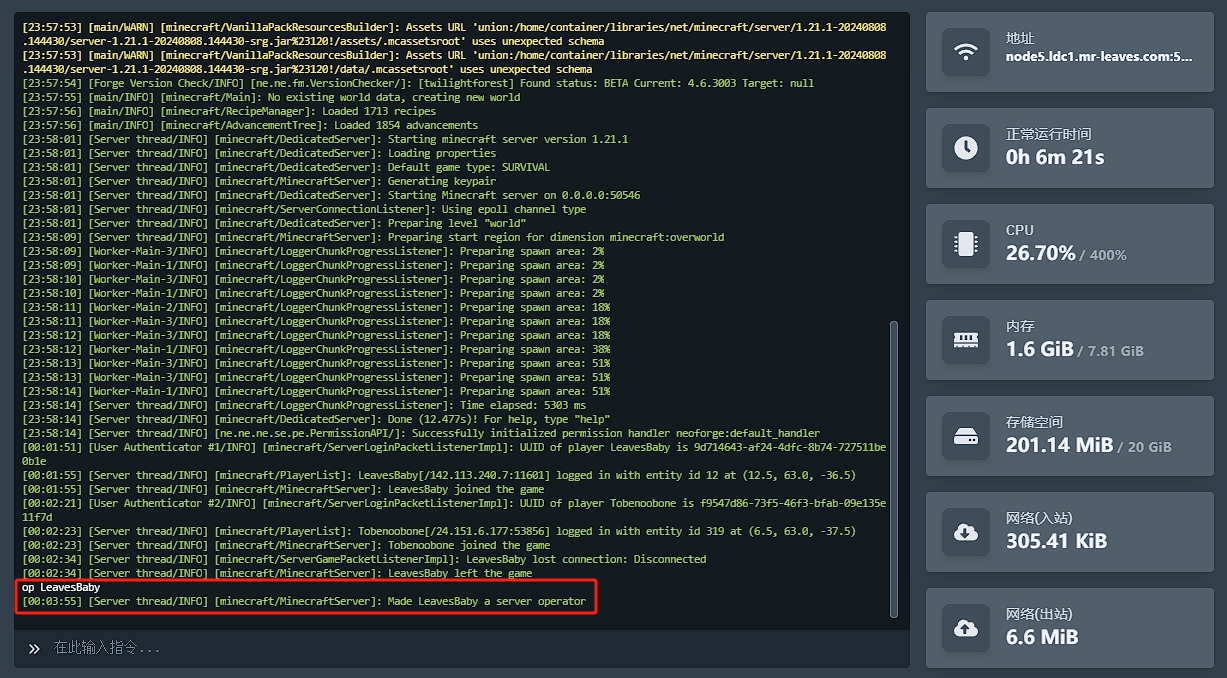 [23:57:53] [main/WARN] [minecraft/VanillaPackResourcesBuilder]: Assets URL 'union:/home/container/libraries/net/minecraft/server/1.21.1-20240808
.144430/server-1.21.1-20240808.144430-srg.jar%23120!/assets/.mcassetsroot' uses unexpected schema
[23:57:53] [main/WARN] [minecraft/VanillaPackResourcesBuilder]: Assets URL 'union:/home/container/libraries/net/minecraft/server/1.21.1-20240808
.144430/server-1.21.1-20240808.144430-srg.jar%23120!/data/.mcassetsroot' uses unexpected schema
[23:57:54] [Forge Version Check/INFO] [ne.ne.fm.VersionChecker/]: [twilightforest] Found status: BETA Current: 4.6.3003 Target: null
[23:57:55] [main/INFO] [minecraft/Main]: No existing world data, creating new world
[23:57:56] [main/INFO] [minecraft/RecipeManager]: Loaded 1713 recipes
[23:57:56] [main/INFO] [minecraft/AdvancementTree]: Loaded 1854 advancements
[23:58:01] [Server thread/INFO] [minecraft/DedicatedServer]: Starting minecraft server version 1.21.1
[23:58:01] [Server thread/INFO] [minecraft/DedicatedServer]: Loading properties
[23:58:01] [Server thread/INFO] [minecraft/DedicatedServer]: Default game type: SURVIVAL
[23:58:01] [Server thread/INFO] [minecraft/MinecraftServer]: Generating keypair
[23:58:01] [Server thread/INFO] [minecraft/DedicatedServer]: Starting Minecraft server on 0.0.0.0:50546
[23:58:01] [Server thread/INFO] [minecraft/ServerConnectionListener]: Using epoll channel type
[23:58:01] [Server thread/INFO] [minecraft/DedicatedServer]: Preparing level "world"
[23:58:09] [Server thread/INFO] [minecraft/MinecraftServer]: Preparing start region for dimension minecraft:overworld
[23:58:09] [Worker-Main-3/INFO] [minecraft/LoggerChunkProgressListener]: Preparing spawn area: 2%
[23:58:09] [Worker-Main-1/INFO] [minecraft/LoggerChunkProgressListener]: Preparing spawn area: 2%
[23:58:10] [Worker-Main-3/INFO] [minecraft/LoggerChunkProgressListener]: Preparing spawn area: 2%
[23:58:10] [Worker-Main-1/INFO] [minecraft/LoggerChunkProgressListener]: Preparing spawn area: 2%
[23:58:11] [Worker-Main-2/INFO] [minecraft/LoggerChunkProgressListener]: Preparing spawn area: 18%
[23:58:11] [Worker-Main-3/INFO] [minecraft/LoggerChunkProgressListener]: Preparing spawn area: 18%
[23:58:12] [Worker-Main-3/INFO] [minecraft/LoggerChunkProgressListener]: Preparing spawn area: 18%
[23:58:12] [Worker-Main-1/INFO] [minecraft/LoggerChunkProgressListener]: Preparing spawn area: 38%
[23:58:13] [Worker-Main-3/INFO] [minecraft/LoggerChunkProgressListener]: Preparing spawn area: 51%
[23:58:13] [Worker-Main-1/INFO] [minecraft/LoggerChunkProgressListener]: Preparing spawn area: 51%
[23:58:14] [Worker-Main-1/INFO] [minecraft/LoggerChunkProgressListener]: Preparing spawn area: 51%
[23:58:14] [Server thread/INFO] [minecraft/LoggerChunkProgressListener]: Time elapsed: 5303 ms
[23:58:14] [Server thread/INFO] [minecraft/DedicatedServer]: Done (12.477s)! For help, type "help"
[23:58:14] [Server thread/INFO] [ne.ne.ne.se.pe.PermissionAPI/]: Successfully initialized permission handler neoforge:default_handler
[00:01:51] [User Authenticator #1/INFO] [minecraft/ServerLoginPacketListenerImpl]: UUID of player LeavesBaby is 9d714643-af24-4dfc-8b74-727511be
0b1e
[00:01:55] [Server thread/INFO] [minecraft/PlayerList]: LeavesBaby[/142.113.240.7:11601] logged in with entity id 12 at (12.5, 63.0, -36.5)
[00:01:55] [Server thread/INFO] [minecraft/MinecraftServer]: LeavesBaby joined the game
[00:02:21] [User Authenticator #2/INFO] [minecraft/ServerLoginPacketListenerImpl]: UUID of player Tobenoobone is f9547d86-73f5-46f3-bfab-09e135e
11f7d
[00:02:23] [Server thread/INFO] [minecraft/PlayerList]: Tobenoobone[/24.151.6.177:53856] logged in with entity id 319 at (6.5, 63.0, -37.5)
[00:02:23] [Server thread/INFO] [minecraft/MinecraftServer]: Tobenoobone joined the game
[00:02:34] [Server thread/INFO] [minecraft/ServerGamePacketListenerImpl]: LeavesBaby lost connection: Disconnected
[00:02:34] [Server thread/INFO] [minecraft/MinecraftServer]: LeavesBaby left the game
op LeavesBaby
[00:03:55] [Server thread/INFO] [minecraft/MinecraftServer]: Made LeavesBaby a server operator
» 在此输入指令...
地址
node5.ldc1.mr-leaves.com:5...
正常运行时间
0h 6m 21s
CPU
26.70% / 400%
内存
1.6 GiB / 7.81 GiB
存储空间
201.14 MiB / 20 GiB
网络(入站)
305.41 KiB
网络(出站)
6.6 MiB